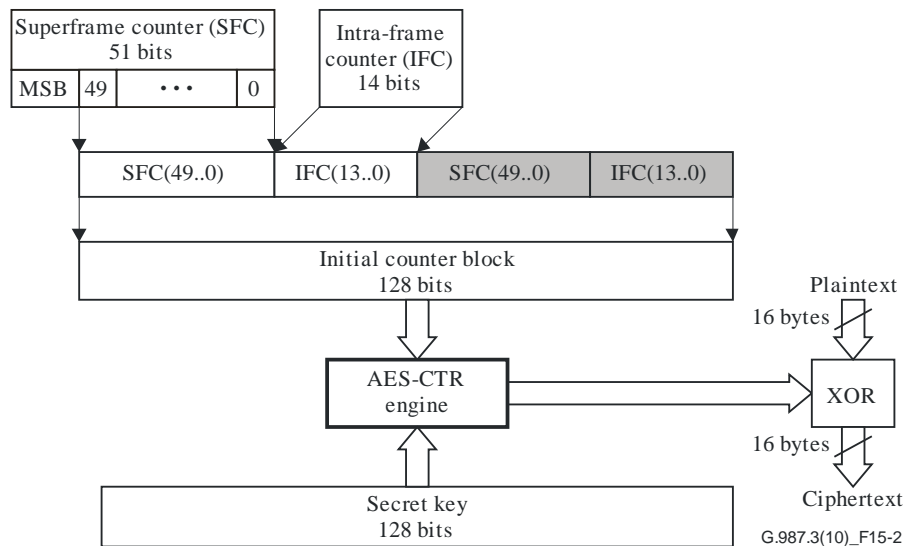 Superframe counter (SFC)
51 bits
MSB 49 ··· 0
Intra-frame
counter (IFC)
14 bits
SFC(49..0) IFC(13..0) SFC(49..0) IFC(13..0)
Initial counter block
128 bits
Plaintext
16 bytes
AES-CTR
engine
XOR
16 bytes
Ciphertext
Secret key
128 bits
G.987.3(10)_F15-2